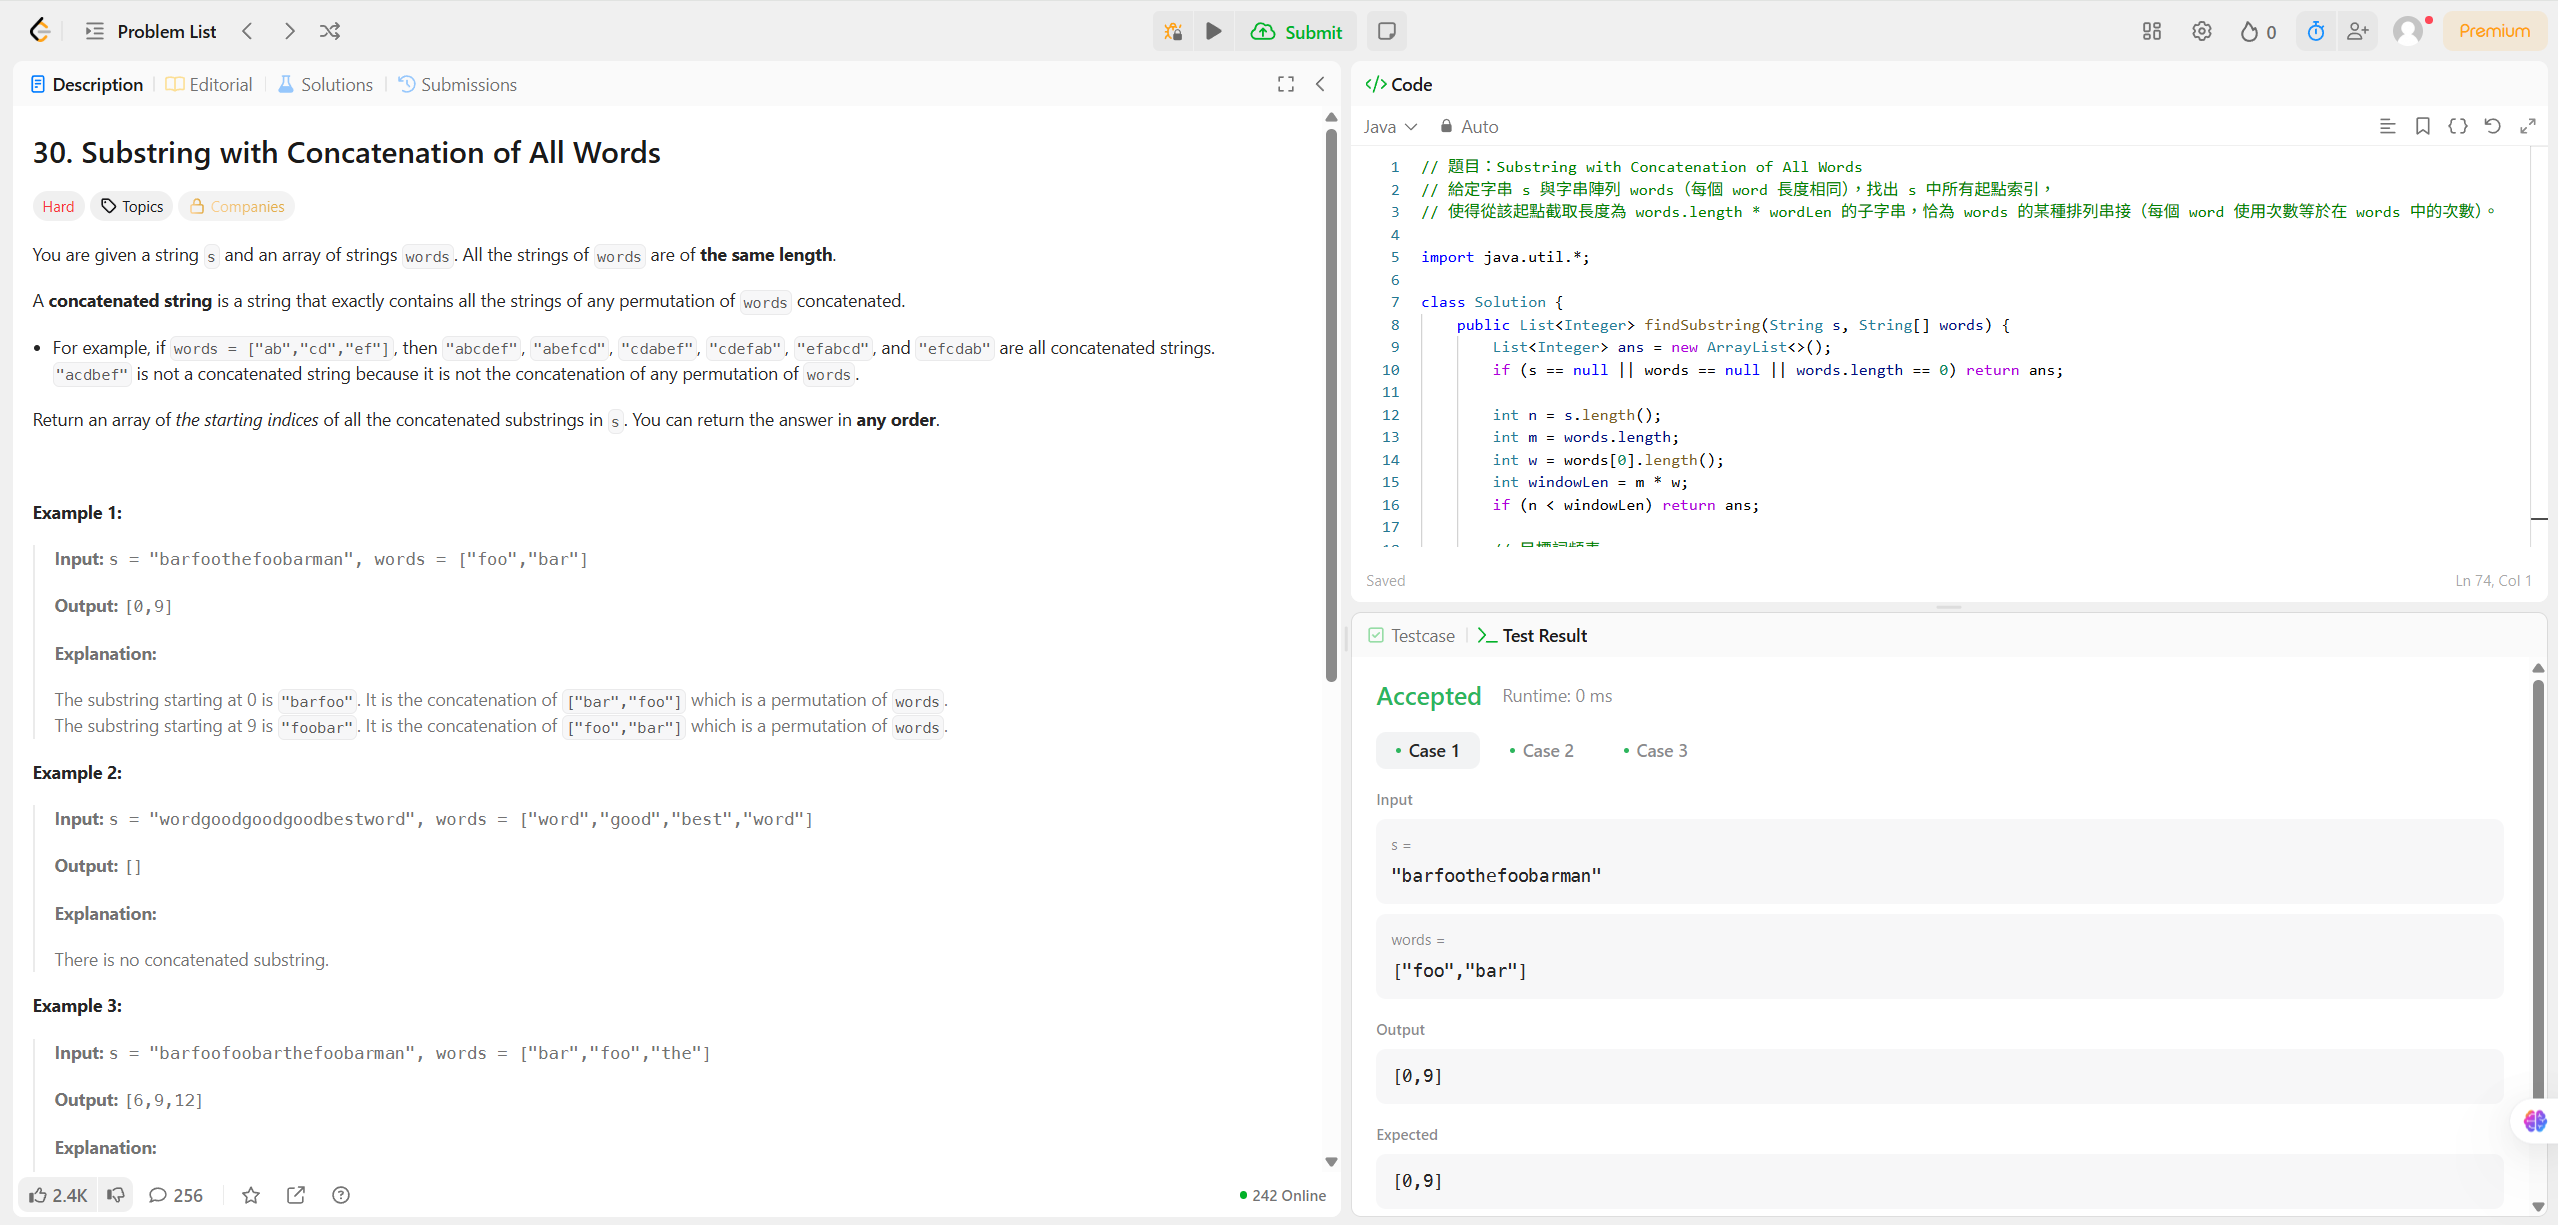 Problem List
Submit
0
Premium
Description
Editorial
Solutions
Submissions
30. Substring with Concatenation of All Words
Hard
Topics
Companies
You are given a string s and an array of strings words. All the strings of words are of the same length.
A concatenated string is a string that exactly contains all the strings of any permutation of words concatenated.
• For example, if words = ["ab","cd","ef"], then "abcdef", "abefcd", "cdabef", "cdefab", "efabcd", and "efcdab" are all concatenated strings.
"acdbef" is not a concatenated string because it is not the concatenation of any permutation of words.
Return an array of the starting indices of all the concatenated substrings in s. You can return the answer in any order.
Example 1:
Input: s = "barfoothefoobarman", words = ["foo","bar"]
Output: [0,9]
Explanation:
The substring starting at 0 is "barfoo". It is the concatenation of ["bar","foo"] which is a permutation of words.
The substring starting at 9 is "foobar". It is the concatenation of ["foo","bar"] which is a permutation of words.
Example 2:
Input: s = "wordgoodgoodgoodbestword", words = ["word","good","best","word"]
Output: []
Explanation:
There is no concatenated substring.
Example 3:
Input: s = "barfoofoobarthefoobarman", words = ["bar","foo","the"]
Output: [6,9,12]
Explanation:
2.4K
256
242 Online
</> Code
Java
Auto
1 // 題目：Substring with Concatenation of All Words
2 // 給定字串 s 與字串陣列 words（每個 word 長度相同），找出 s 中所有起點索引，
3 // 使得從該起點截取長度為 words.length * wordLen 的子字串，恰為 words 的某種排列串接（每個 word 使用次數等於在 words 中的次數）。
4
5 import java.util.*;
6
7 class Solution {
8 public List<Integer> findSubstring(String s, String[] words) {
9 List<Integer> ans = new ArrayList<>();
10 if (s == null || words == null || words.length == 0) return ans;
11
12 int n = s.length();
13 int m = words.length;
14 int w = words[0].length();
15 int windowLen = m * w;
16 if (n < windowLen) return ans;
17
Saved
Ln 74, Col 1
Testcase
Test Result
Accepted
Runtime: 0 ms
Case 1
Case 2
Case 3
Input
s =
"barfoothefoobarman"
words =
["foo","bar"]
Output
[0,9]
Expected
[0,9]